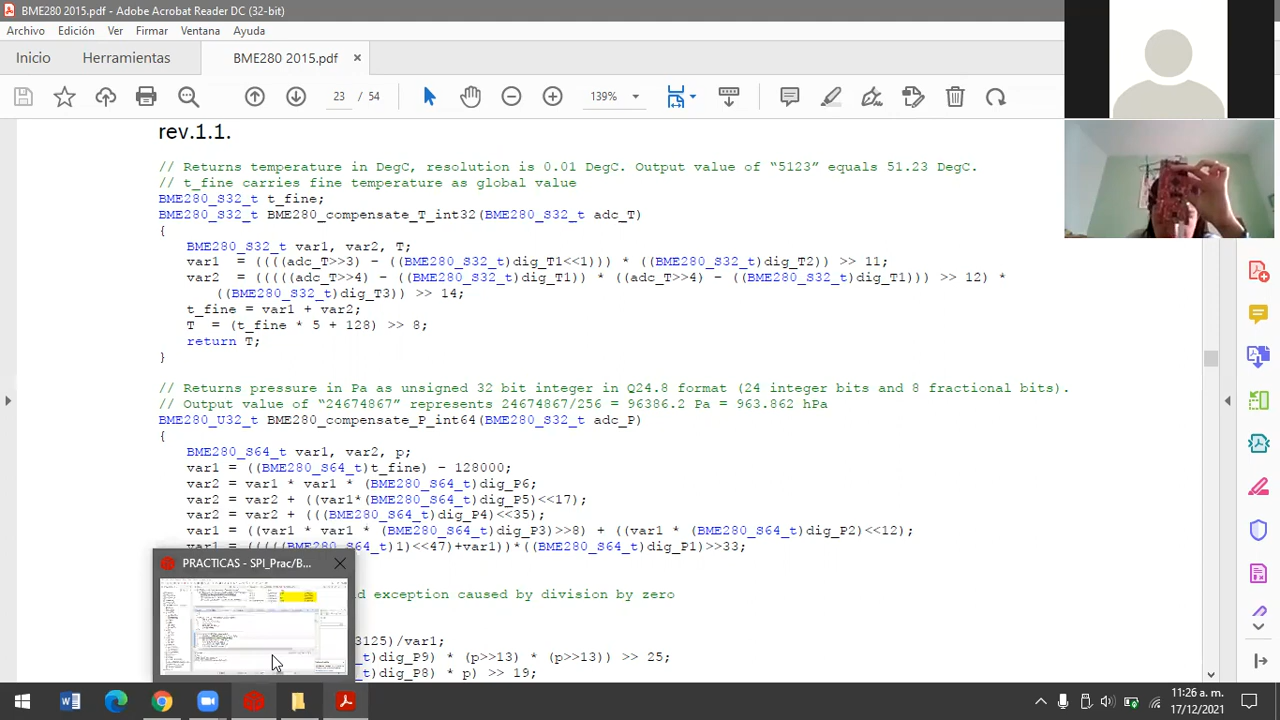 BME280 2015.pdf - Adobe Acrobat Reader DC (32-bit)
Archivo Edición Ver Firmar Ventana Ayuda
Inicio Herramientas BME280 2015.pdf ×
23 / 54 139%
rev.1.1.
// Returns temperature in DegC, resolution is 0.01 DegC. Output value of “5123” equals 51.23 DegC.
// t_fine carries fine temperature as global value
BME280_S32_t t_fine;
BME280_S32_t BME280_compensate_T_int32(BME280_S32_t adc_T)
{
BME280_S32_t var1, var2, T;
var1 = ((((adc_T>>3) - ((BME280_S32_t)dig_T1<<1))) * ((BME280_S32_t)dig_T2)) >> 11;
var2 = (((((adc_T>>4) - ((BME280_S32_t)dig_T1)) * ((adc_T>>4) - ((BME280_S32_t)dig_T1))) >> 12) *
((BME280_S32_t)dig_T3)) >> 14;
t_fine = var1 + var2;
T = (t_fine * 5 + 128) >> 8;
return T;
}
// Returns pressure in Pa as unsigned 32 bit integer in Q24.8 format (24 integer bits and 8 fractional bits).
// Output value of “24674867” represents 24674867/256 = 96386.2 Pa = 963.862 hPa
BME280_U32_t BME280_compensate_P_int64(BME280_S32_t adc_P)
{
BME280_S64_t var1, var2, p;
var1 = ((BME280_S64_t)t_fine) - 128000;
var2 = var1 * var1 * (BME280_S64_t)dig_P6;
var2 = var2 + ((var1*(BME280_S64_t)dig_P5)<<17);
var2 = var2 + (((BME280_S64_t)dig_P4)<<35);
var1 = ((var1 * var1 * (BME280_S64_t)dig_P3)>>8) + ((var1 * (BME280_S64_t)dig_P2)<<12);
var1 = (((((BME280_S64_t)1)<<47)+var1))*((BME280_S64_t)dig_P1)>>33;
PRACTICAS - SPI_Prac/B...
exception caused by division by zero
3125)/var1;
t)dig_P9) * (p>>13) * (p>>13)) >> 25;
t)dig_P8) * p) >> 19;
11:26 a. m.
17/12/2021